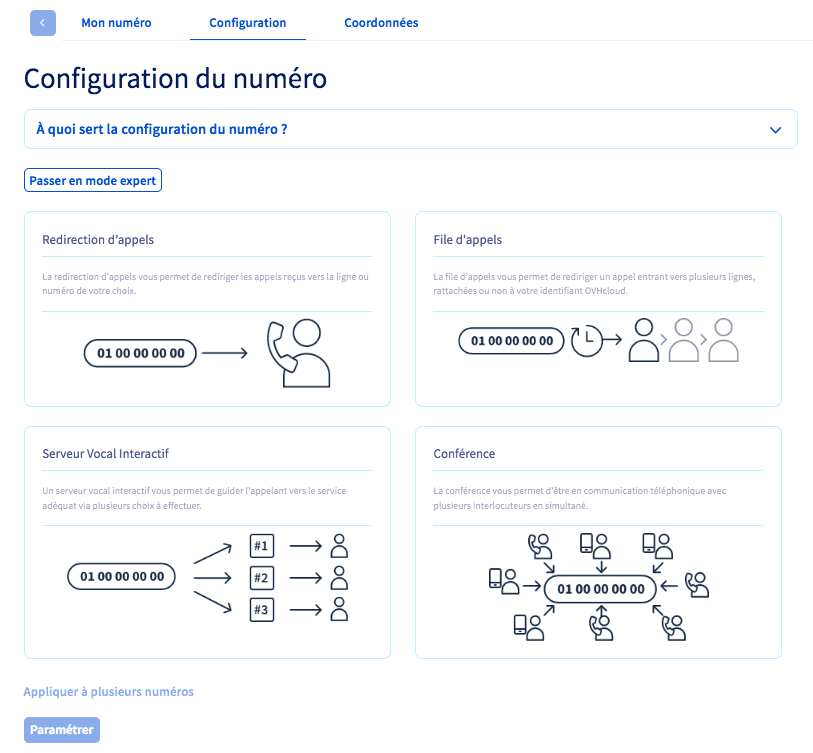 Mon numéro
Configuration
Coordonnées
Configuration du numéro
À quoi sert la configuration du numéro ?
Passer en mode expert
Redirection d'appels
La redirection d'appels vous permet de rediriger les appels reçus vers la ligne ou
numéro de votre choix.
01 00 00 00 00
File d'appels
La file d'appels vous permet de rediriger un appel entrant vers plusieurs lignes,
rattachées ou non à votre identifiant OVHcloud.
01 00 00 00 00
Serveur Vocal Interactif
Un serveur vocal interactif vous permet de guider l'appelant vers le service
adéquat via plusieurs choix à effectuer.
01 00 00 00 00
#1
#2
#3
Conférence
La conférence vous permet d'être en communication téléphonique avec
plusieurs interlocuteurs en simultané.
01 00 00 00 00
Appliquer à plusieurs numéros
Paramétrer